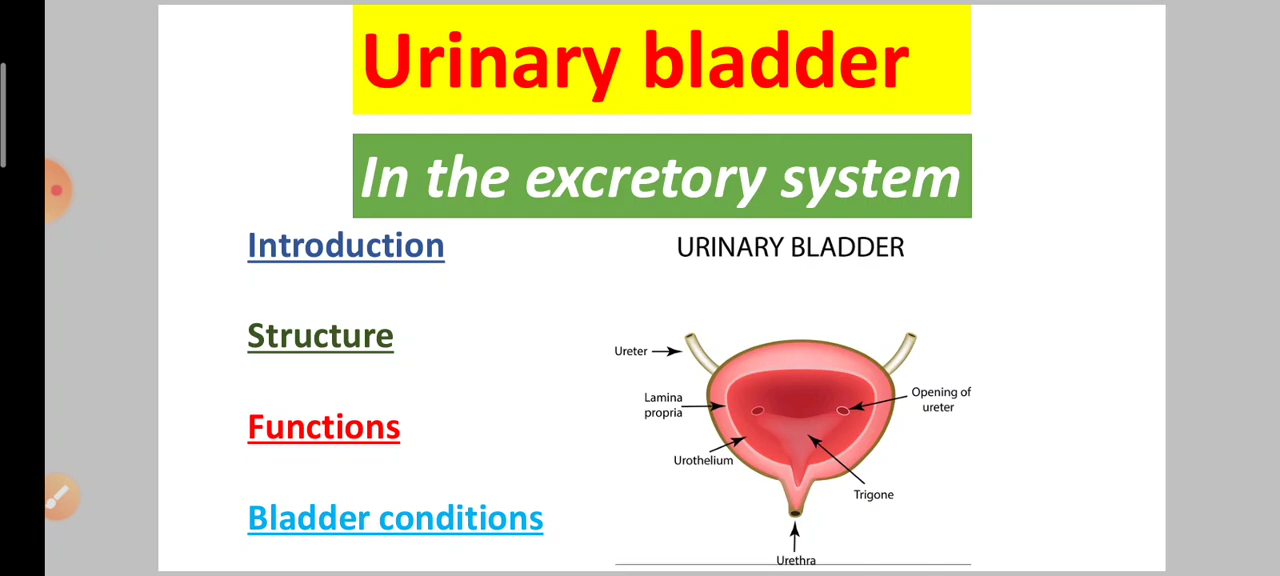 Urinary bladder
In the excretory system
Introduction
Structure
Functions
Bladder conditions
URINARY BLADDER
Ureter
Lamina
propria
Urothelium
Opening of
ureter
Trigone
Urethra